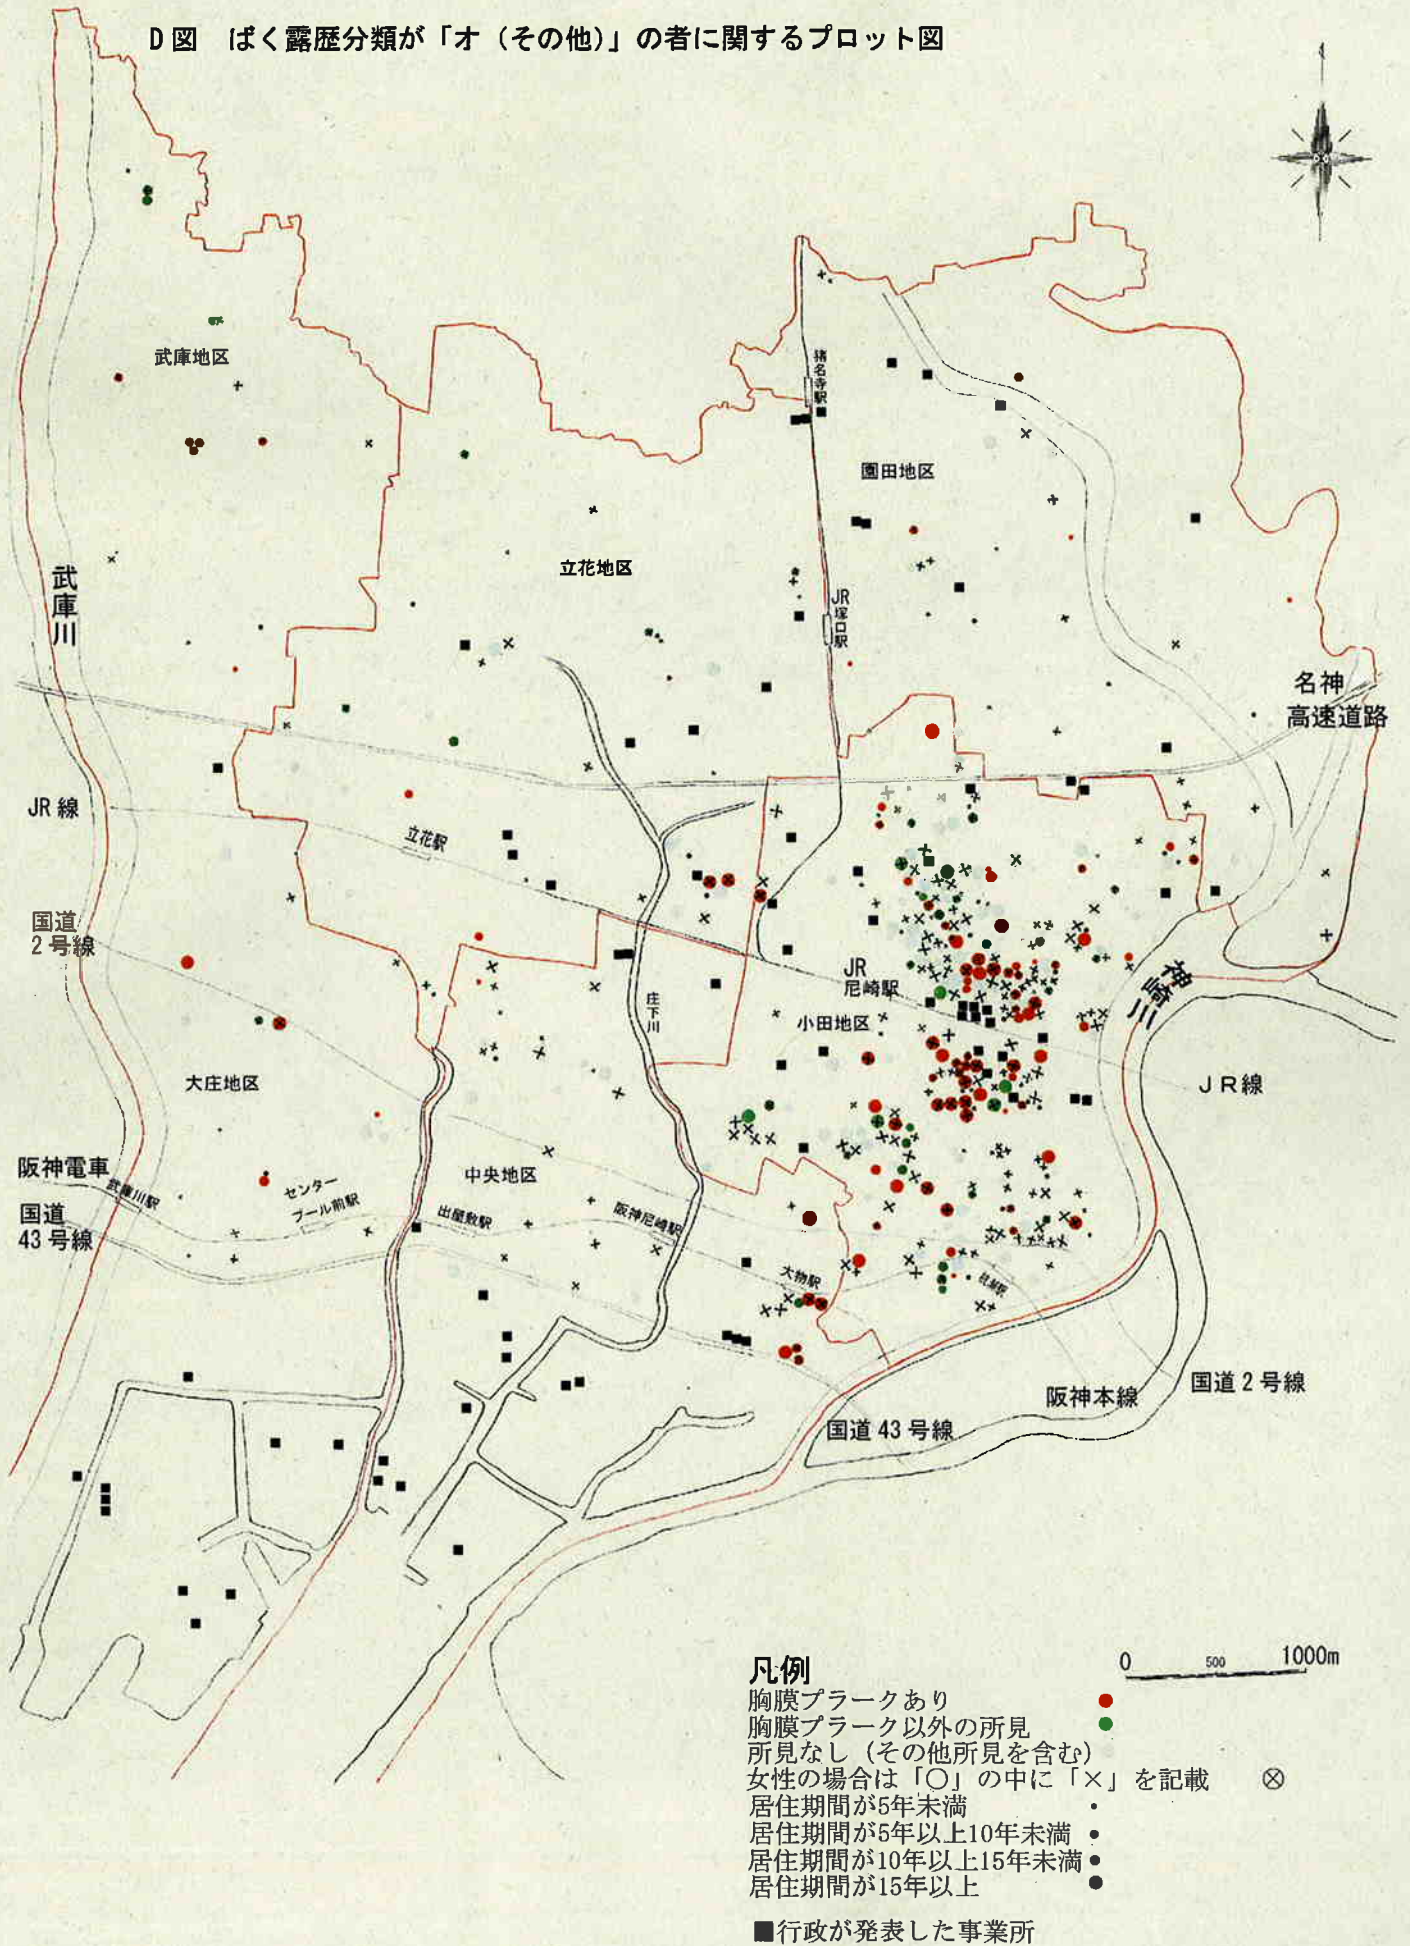 D図 ばく露歴分類が「オ（その他）」の者に関するプロット図
武庫地区
猪名寺駅
園田地区
立花地区
武庫川
JR塚口駅
名神
高速道路
JR線
立花駅
国道
2号線
JR
尼崎駅
神崎川
庄下川
小田地区
大庄地区
ＪＲ線
阪神電車
武庫川駅
センター
プール前駅
中央地区
出屋敷駅
阪神尼崎駅
国道
43号線
大物駅
杭瀬駅
阪神本線
国道2号線
国道43号線
凡例
0 500 1000m
胸膜プラークあり
胸膜プラーク以外の所見
所見なし（その他所見を含む）
女性の場合は「○」の中に「×」を記載
居住期間が5年未満
居住期間が5年以上10年未満
居住期間が10年以上15年未満
居住期間が15年以上
■行政が発表した事業所